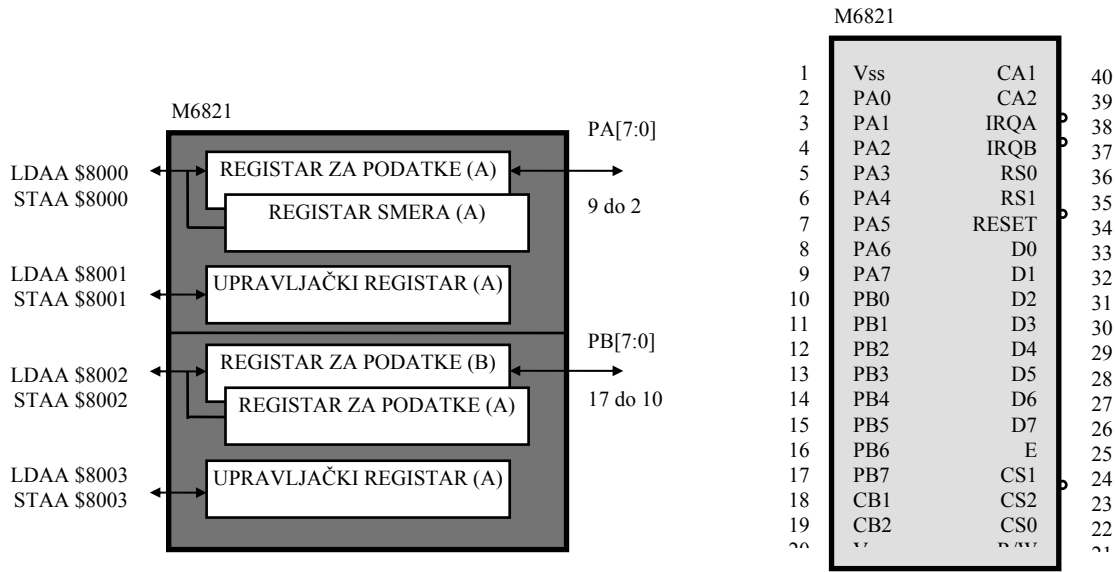 M6821
PA[7:0]
LDAA $8000
STAA $8000
REGISTAR ZA PODATKE (A)
REGISTAR SMERA (A)
9 do 2
LDAA $8001
STAA $8001
UPRAVLJAČKI REGISTAR (A)
PB[7:0]
LDAA $8002
STAA $8002
REGISTAR ZA PODATKE (B)
REGISTAR ZA PODATKE (A)
17 do 10
LDAA $8003
STAA $8003
UPRAVLJAČKI REGISTAR (A)
M6821
1 Vss CA1 40
2 PA0 CA2 39
3 PA1 IRQA 38
4 PA2 IRQB 37
5 PA3 RS0 36
6 PA4 RS1 35
7 PA5 RESET 34
8 PA6 D0 33
9 PA7 D1 32
10 PB0 D2 31
11 PB1 D3 30
12 PB2 D4 29
13 PB3 D5 28
14 PB4 D6 27
15 PB5 D7 26
16 PB6 E 25
17 PB7 CS1 24
18 CB1 CS2 23
19 CB2 CS0 22